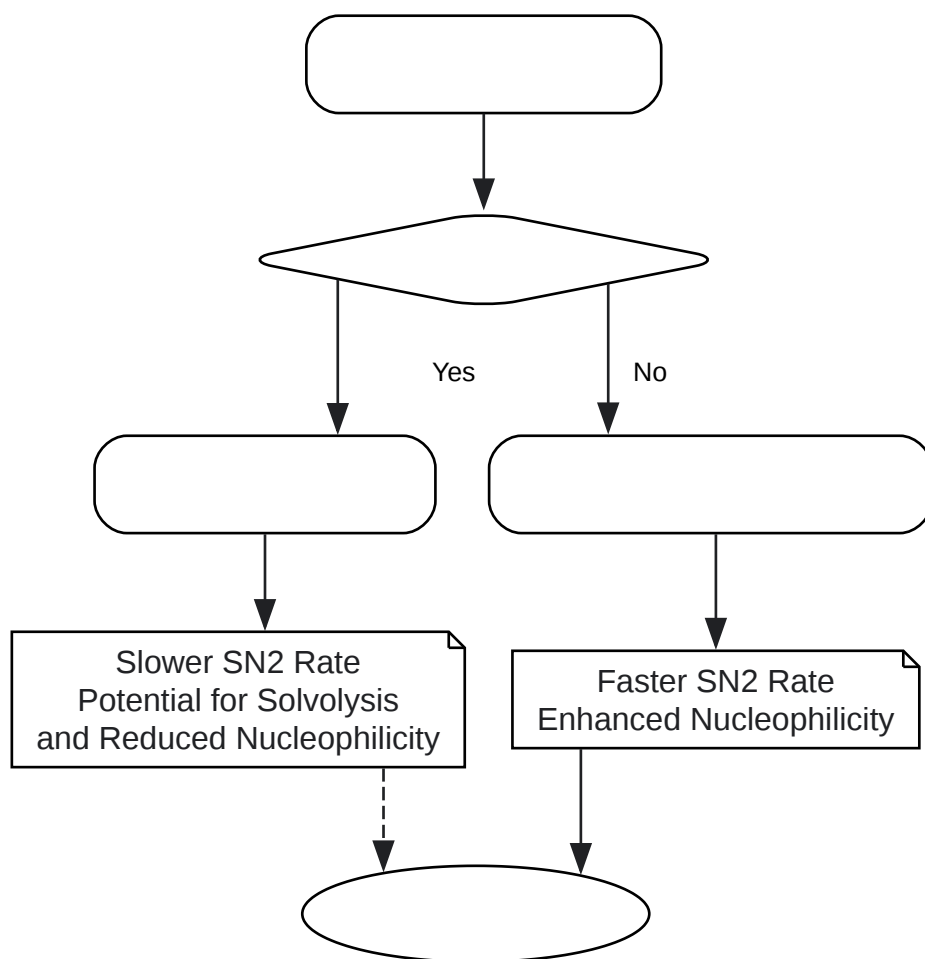 Yes
No
Slower SN2 Rate
Potential for Solvolysis
and Reduced Nucleophilicity
Faster SN2 Rate
Enhanced Nucleophilicity